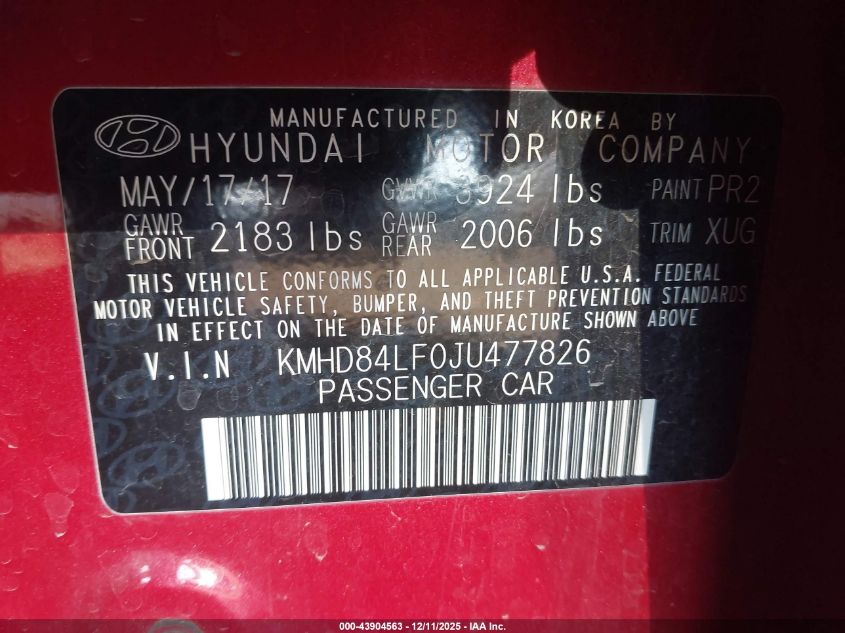 MANUFACTURED IN KOREA BY
HYUNDAI MOTOR COMPANY
MAY/17/17 GVWR 3924 lbs PAINT PR2
GAWR FRONT 2183 lbs GAWR REAR 2006 lbs TRIM XUG
THIS VEHICLE CONFORMS TO ALL APPLICABLE U.S.A. FEDERAL
MOTOR VEHICLE SAFETY, BUMPER, AND THEFT PREVENTION STANDARDS
IN EFFECT ON THE DATE OF MANUFACTURE SHOWN ABOVE.
V.I.N KMHD84LF0JU477826
PASSENGER CAR
000-43904563 - 12/11/2025 - IAA Inc.